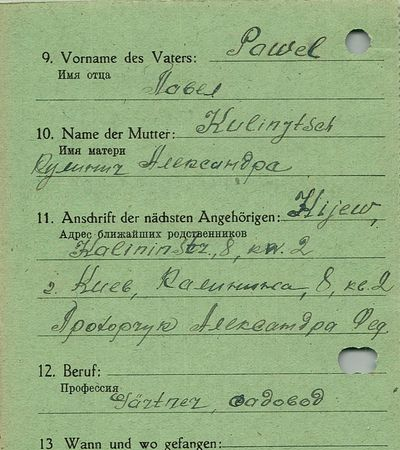 9. Vorname des Vaters: Pawel
Имя отца
Павел
10. Name der Mutter: Kulinytsch
Имя матери
Кулинич Александра
11. Anschrift der nächsten Angehörigen: Kijew,
Адрес ближайших родственников
Kalininstr., 8, kw. 2
г. Киев, Калинина, 8, кв. 2
Прохорчук Александра Фед
12. Beruf:
Профессия
Gärtner, садовод
13 Wann und wo gefangen: